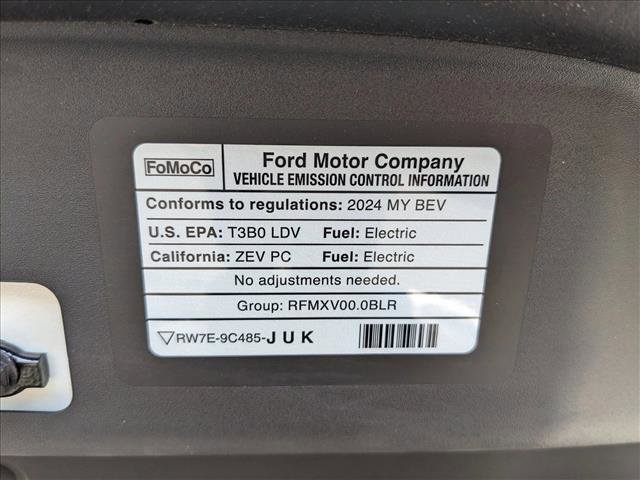 FoMoCo
Ford Motor Company
VEHICLE EMISSION CONTROL INFORMATION
Conforms to regulations: 2024 MY BEV
U.S. EPA: T3B0 LDV Fuel: Electric
California: ZEV PC Fuel: Electric
No adjustments needed.
Group: RFMXV00.0BLR
RW7E-9C485-J U K